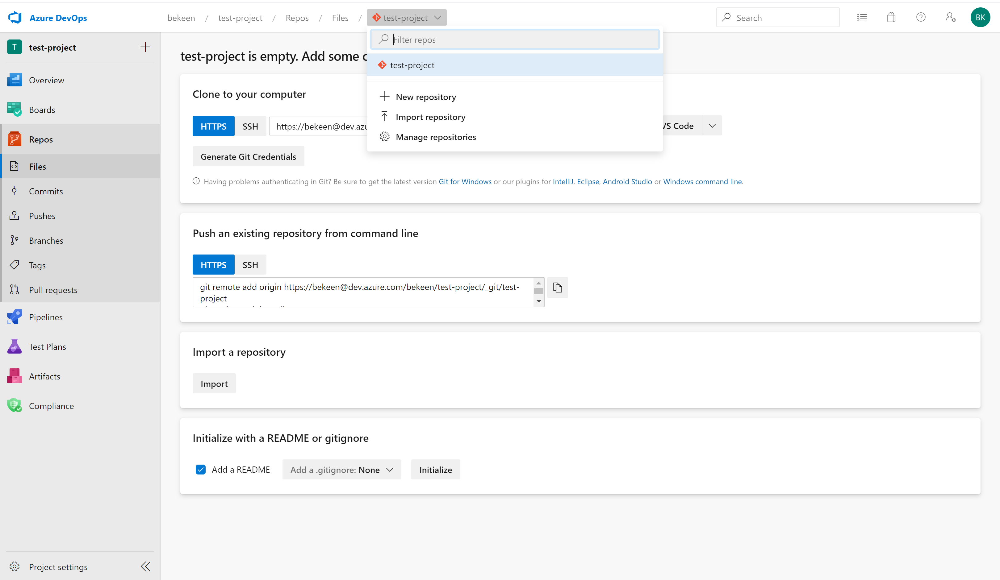 Azure DevOps
bekeen / test-project / Repos / Files / test-project
Search
BK
Filter repos
test-project
New repository
Import repository
Manage repositories
T test-project
Overview
Boards
Repos
Files
Commits
Pushes
Branches
Tags
Pull requests
Pipelines
Test Plans
Artifacts
Compliance
Project settings
test-project is empty. Add some
Clone to your computer
HTTPS SSH https://bekeen@dev.azu VS Code
Generate Git Credentials
Having problems authenticating in Git? Be sure to get the latest version Git for Windows or our plugins for IntelliJ, Eclipse, Android Studio or Windows command line.
Push an existing repository from command line
HTTPS SSH
git remote add origin https://bekeen@dev.azure.com/bekeen/test-project/_git/test-
project
Import a repository
Import
Initialize with a README or gitignore
Add a README Add a .gitignore: None Initialize